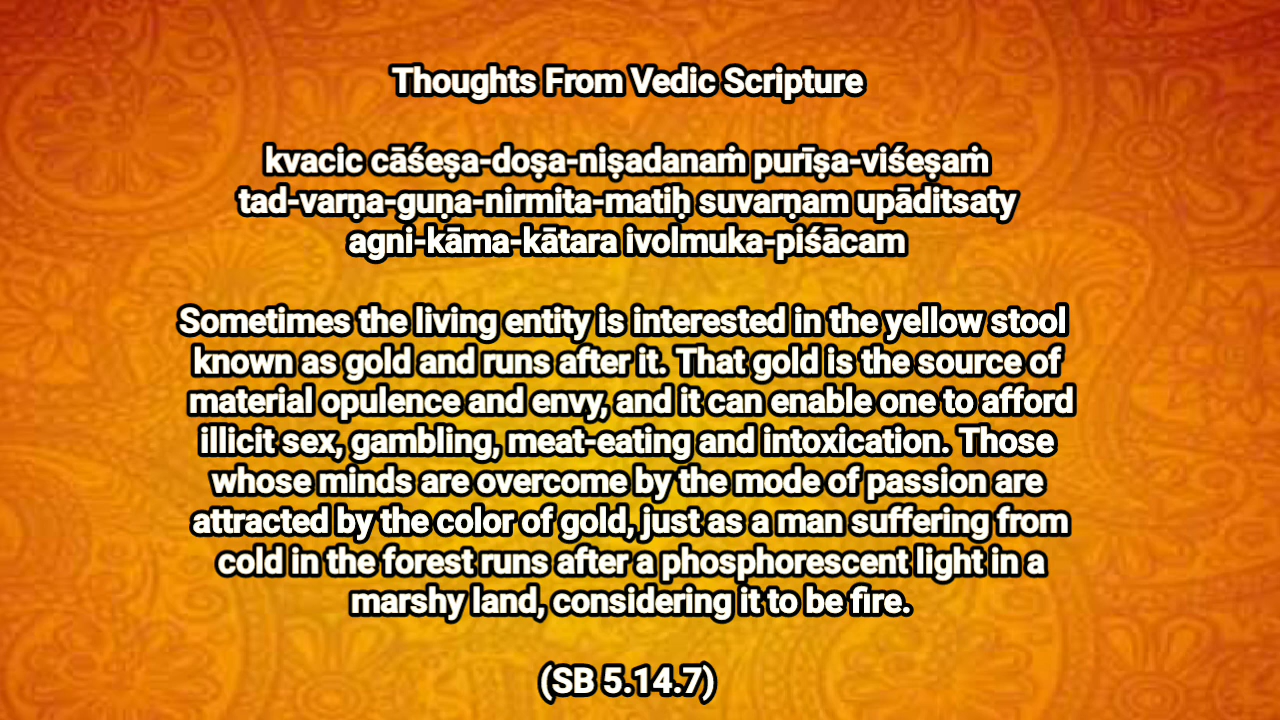 Thoughts From Vedic Scripture
kvacic cāśeṣa-doṣa-niṣadanaṁ purīṣa-viśeṣaṁ
tad-varṇa-guṇa-nirmita-matiḥ suvarṇam upāditsaty
agni-kāma-kātara ivolmuka-piśācam
Sometimes the living entity is interested in the yellow stool
known as gold and runs after it. That gold is the source of
material opulence and envy, and it can enable one to afford
illicit sex, gambling, meat-eating and intoxication. Those
whose minds are overcome by the mode of passion are
attracted by the color of gold, just as a man suffering from
cold in the forest runs after a phosphorescent light in a
marshy land, considering it to be fire.
(SB 5.14.7)